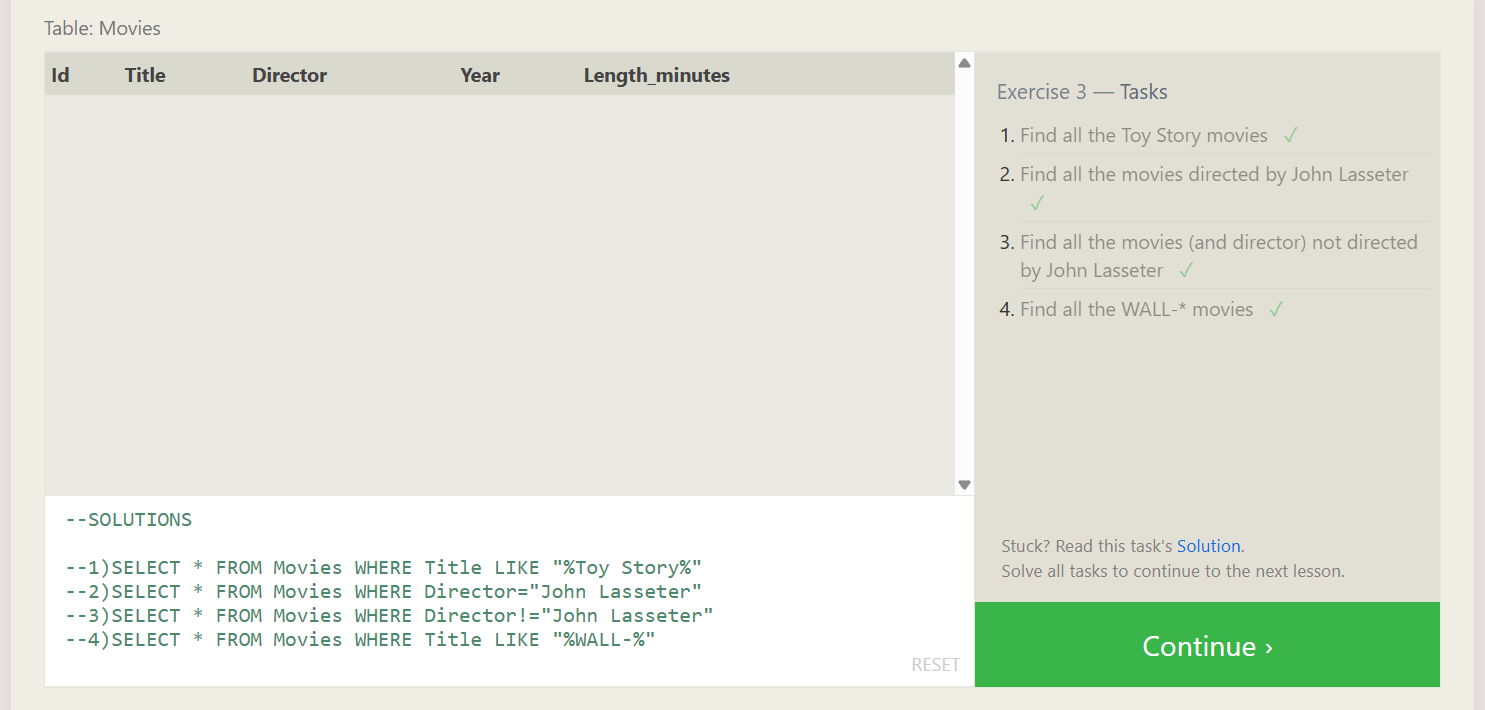 Table: Movies
Id Title Director Year Length_minutes
Exercise 3 — Tasks
1. Find all the Toy Story movies ✓
2. Find all the movies directed by John Lasseter
✓
3. Find all the movies (and director) not directed
by John Lasseter ✓
4. Find all the WALL-* movies ✓
--SOLUTIONS
--1)SELECT * FROM Movies WHERE Title LIKE "%Toy Story%"
--2)SELECT * FROM Movies WHERE Director="John Lasseter"
--3)SELECT * FROM Movies WHERE Director!="John Lasseter"
--4)SELECT * FROM Movies WHERE Title LIKE "%WALL-%"
RESET
Stuck? Read this task's Solution.
Solve all tasks to continue to the next lesson.
Continue ›